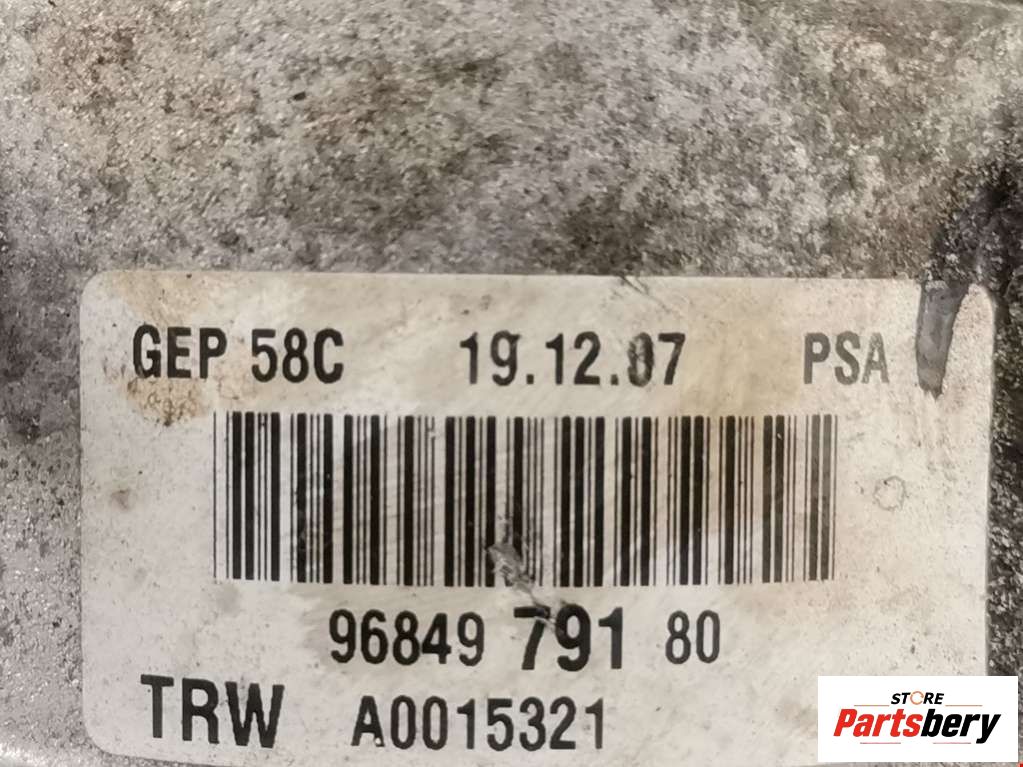 GEP 58C 19.12.07 PSA
96849 791 80
TRW A0015321
STORE
Partsbery